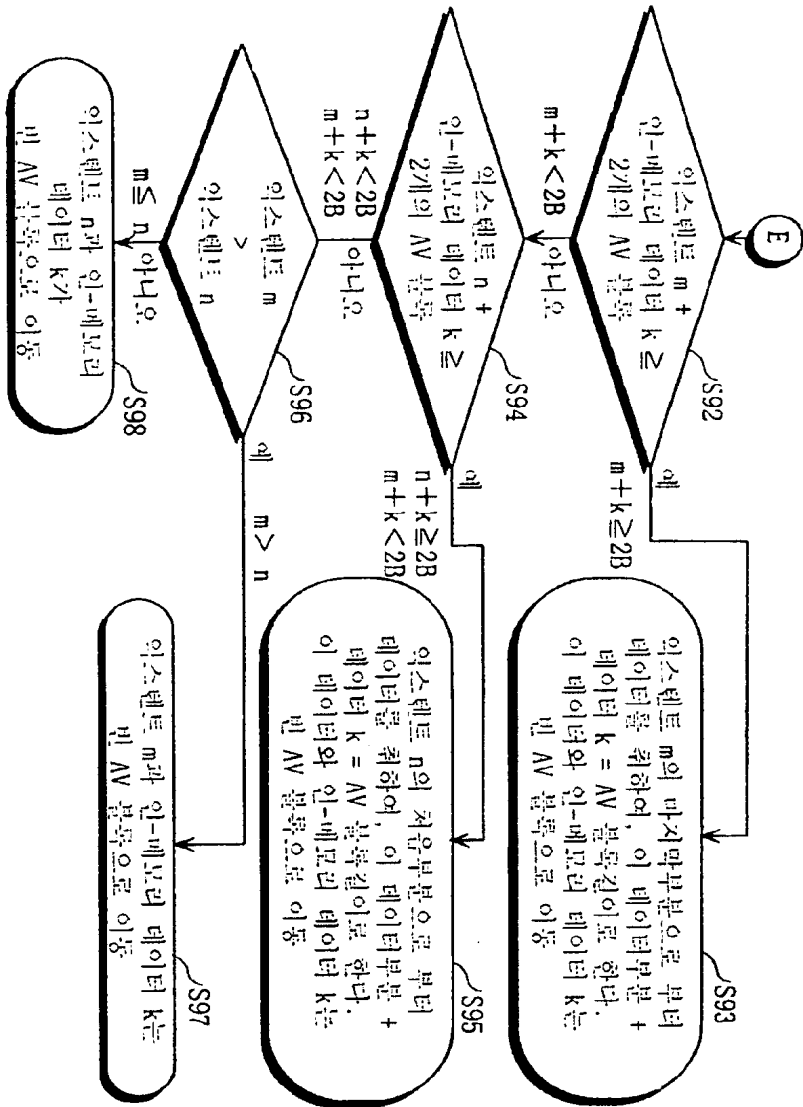 E
익스텐트 m +
인-메모리 데이터 k ≧
2개의 AV 블록
S92
예
m+k≧2B
아니오
m+k<2B
익스텐트 m의 마지막부분으로 부터
데이터를 취하여, 이 데이터부분 +
데이터 k = AV 블록길이로 한다.
이 데이터와 인-메모리 데이터 k는
빈 AV 블록으로 이동
S93
익스텐트 n +
인-메모리 데이터 k ≧
2개의 AV 블록
S94
예
n+k≧2B
m+k<2B
아니오
n+k<2B
m+k<2B
익스텐트 n의 처음부분으로 부터
데이터를 취하여, 이 데이터부분 +
데이터 k = AV 블록길이로 한다.
이 데이터와 인-메모리 데이터 k는
빈 AV 블록으로 이동
S95
익스텐트 m
>
익스텐트 n
S96
예
m>n
아니오
m≦n
익스텐트 m과 인-메모리 데이터 k는
빈 AV 블록으로 이동
S97
익스텐트 n과 인-메모리
데이터 k가
빈 AV 블록으로 이동
S98